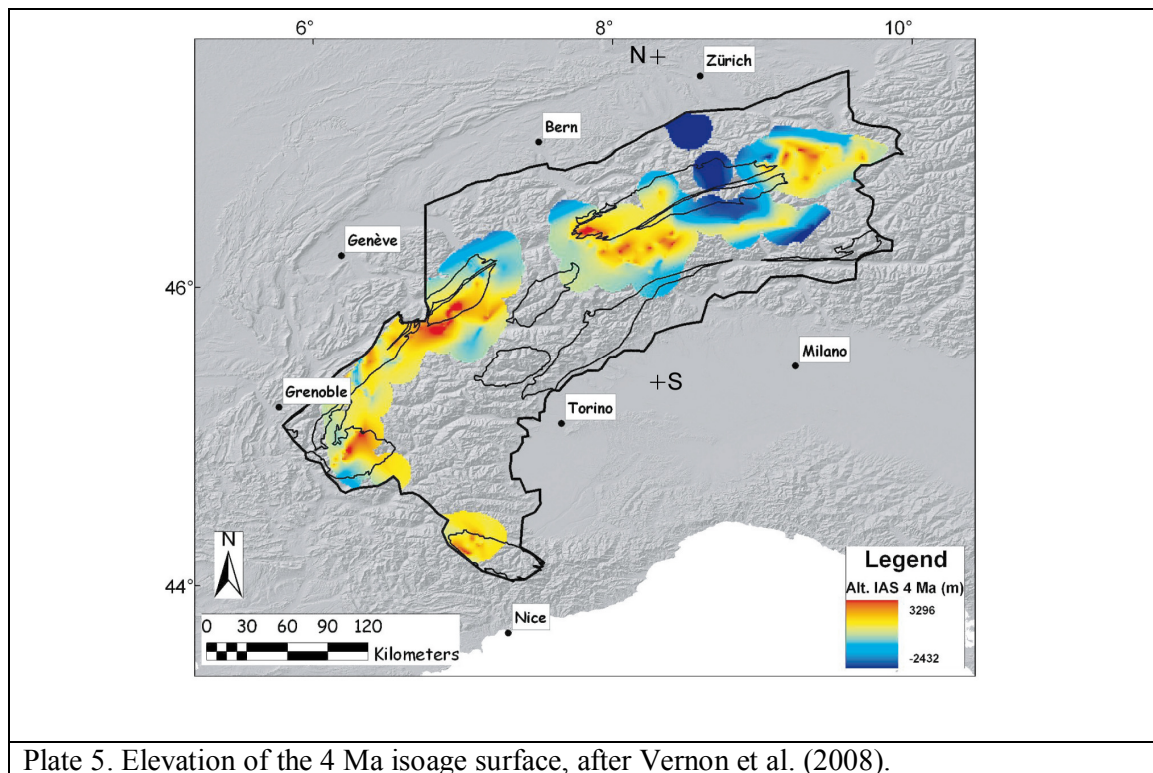 6° 8° 10°
N + Zürich
Bern
Genève
46°
Milano
+ S
Grenoble
Torino
44°
N
Legend
Alt. IAS 4 Ma (m)
3296
-2432
Nice
0 30 60 90 120
Kilometers
Plate 5. Elevation of the 4 Ma isoage surface, after Vernon et al. (2008).